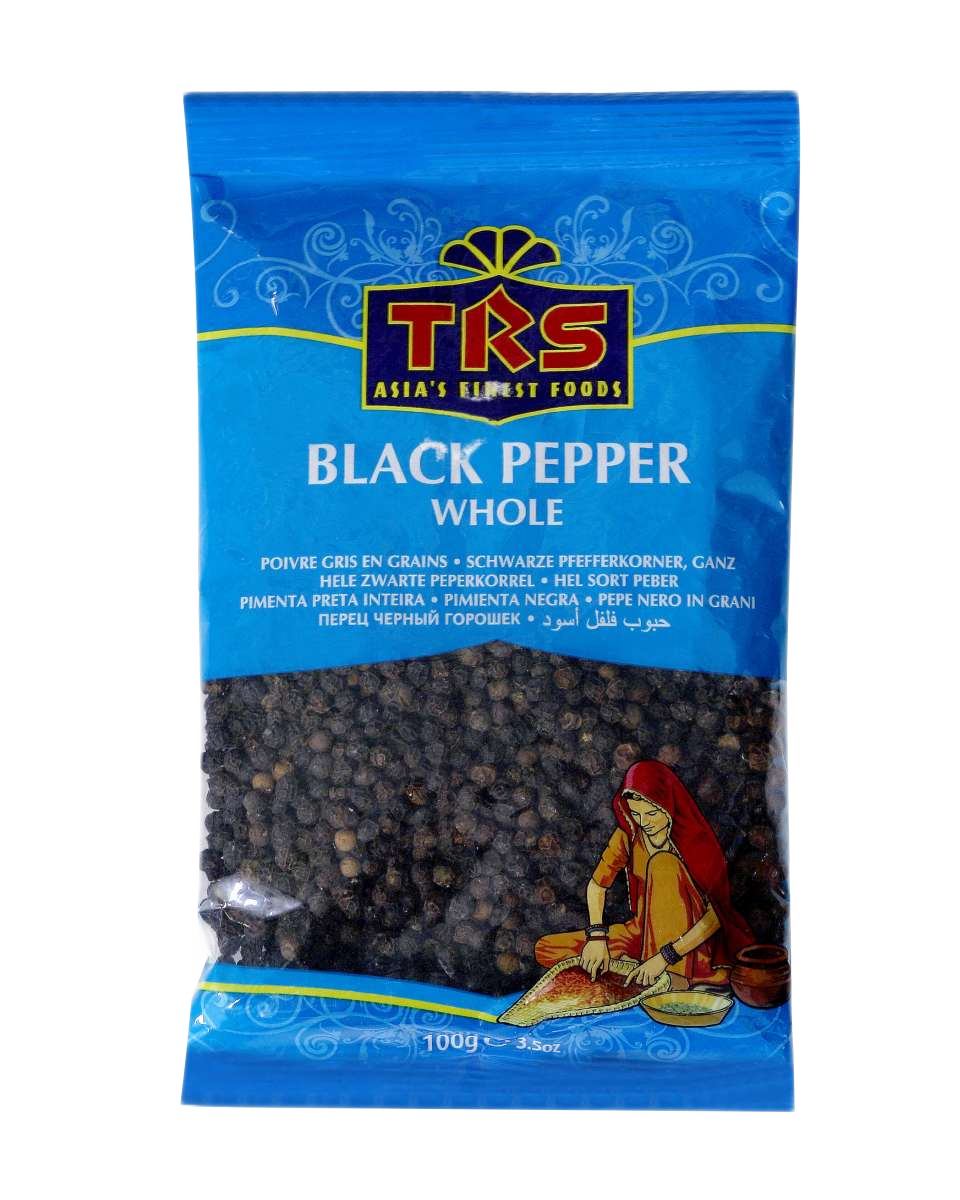 TRS
ASIA'S FINEST FOODS
BLACK PEPPER
WHOLE
POIVRE GRIS EN GRAINS • SCHWARZE PFEFFERKORNER, GANZ
HELE ZWARTE PEPERKORREL • HEL SORT PEBER
PIMENTA PRETA INTEIRA • PIMIENTA NEGRA • PEPE NERO IN GRANI
ПЕРЕЦ ЧЕРНЫЙ ГОРОШЕК • حبوب فلفل أسود
100g ℮ 3.5oz